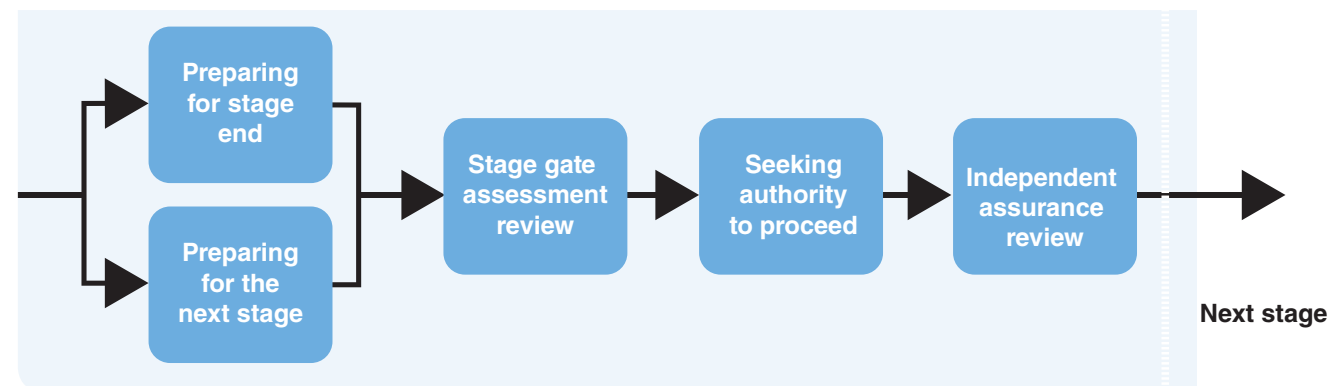 Preparing
for stage
end
Preparing
for the
next stage
Stage gate
assessment
review
Seeking
authority
to proceed
Independent
assurance
review
Next stage